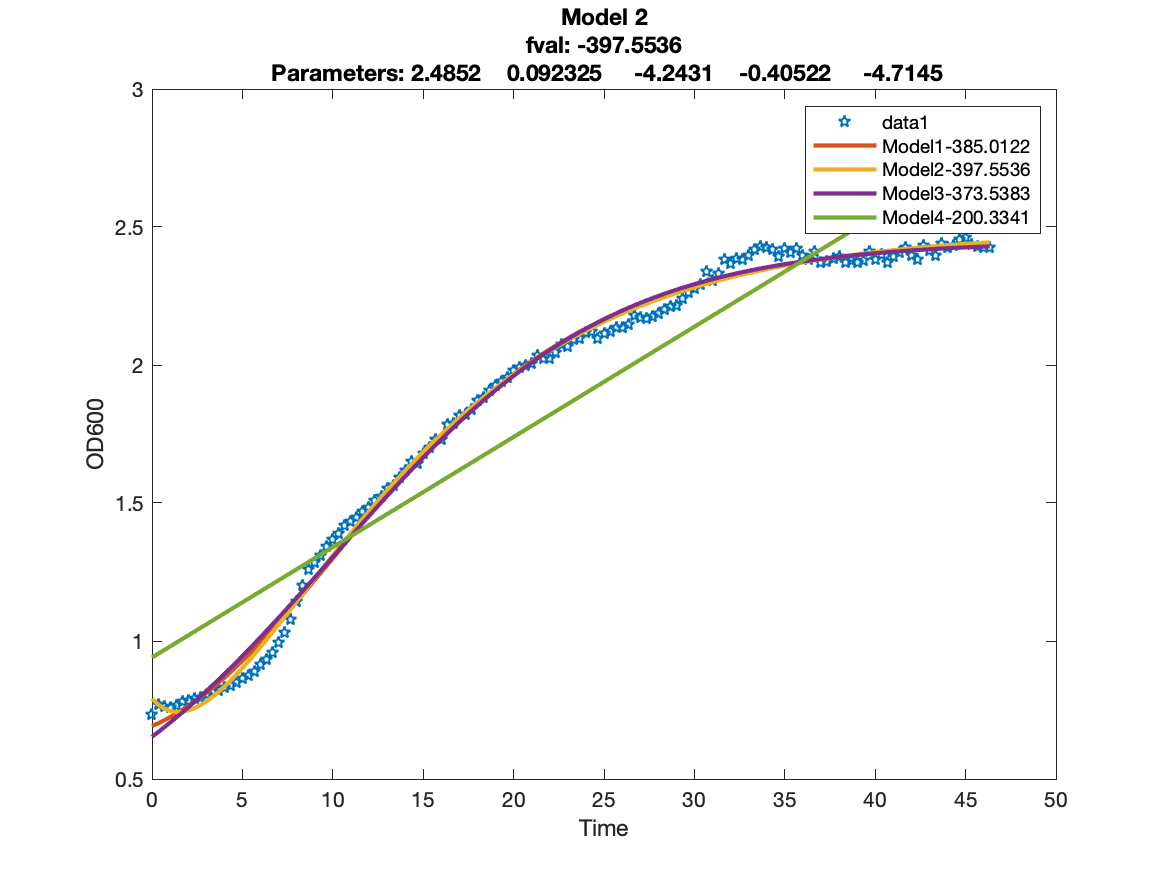 Model 2
fval: -397.5536
Parameters: 2.4852 0.092325 -4.2431 -0.40522 -4.7145
3
2.5
2
1.5
1
0.5
OD600
data1
Model1-385.0122
Model2-397.5536
Model3-373.5383
Model4-200.3341
0 5 10 15 20 25 30 35 40 45 50
Time